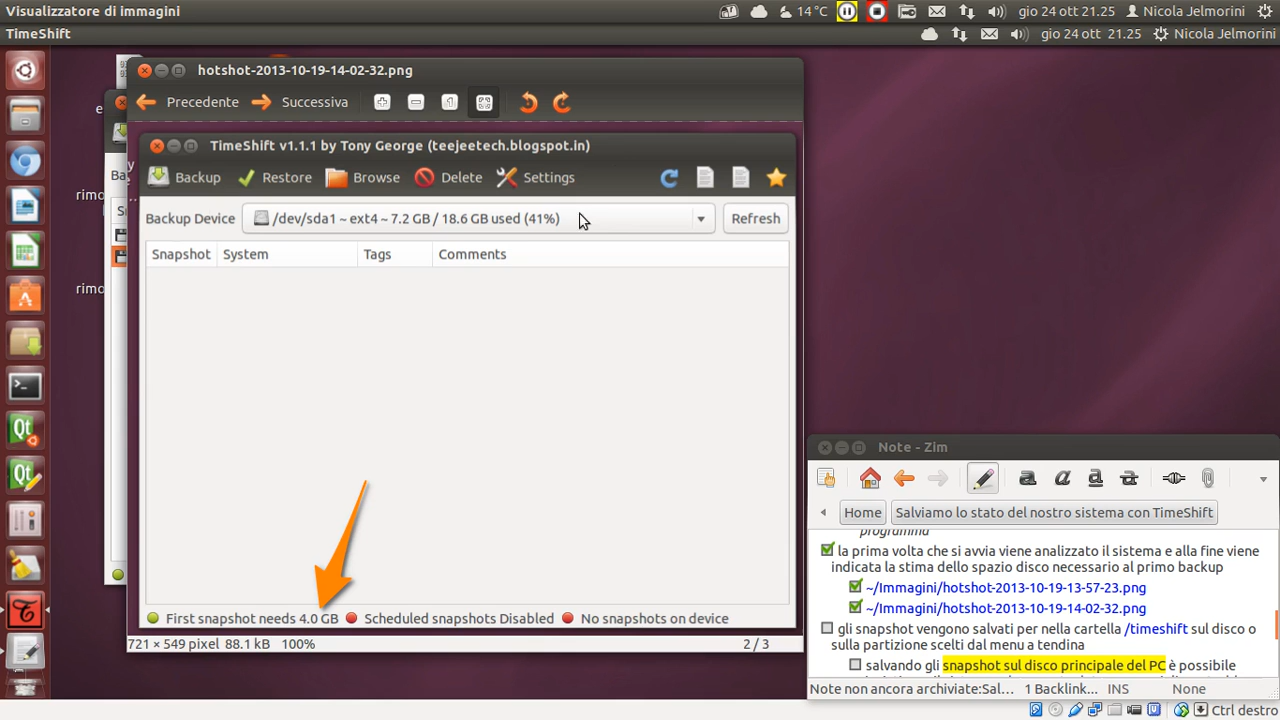 Visualizzatore di immagini
14 °C
gio 24 ott 21.25
Nicola Jelmorini
TimeShift
gio 24 ott 21.25
Nicola Jelmorini
hotshot-2013-10-19-14-02-32.png
Precedente
Successiva
TimeShift v1.1.1 by Tony George (teejeetech.blogspot.in)
Backup
Restore
Browse
Delete
Settings
Backup Device
/dev/sda1 ~ ext4 ~ 7.2 GB / 18.6 GB used (41%)
Refresh
Snapshot
System
Tags
Comments
rimo
rimo
First snapshot needs 4.0 GB
Scheduled snapshots Disabled
No snapshots on device
721 × 549 pixel 88.1 kB 100%
2 / 3
Note - Zim
Home
Salviamo lo stato del nostro sistema con TimeShift
programma
la prima volta che si avvia viene analizzato il sistema e alla fine viene
indicata la stima dello spazio disco necessario al primo backup
~/Immagini/hotshot-2013-10-19-13-57-23.png
~/Immagini/hotshot-2013-10-19-14-02-32.png
gli snapshot vengono salvati per nella cartella /timeshift sul disco o
sulla partizione scelti dal menu a tendina
salvando gli snapshot sul disco principale del PC è possibile
Note non ancora archiviate:Sal...
1 Backlink...
INS
None
Ctrl destro